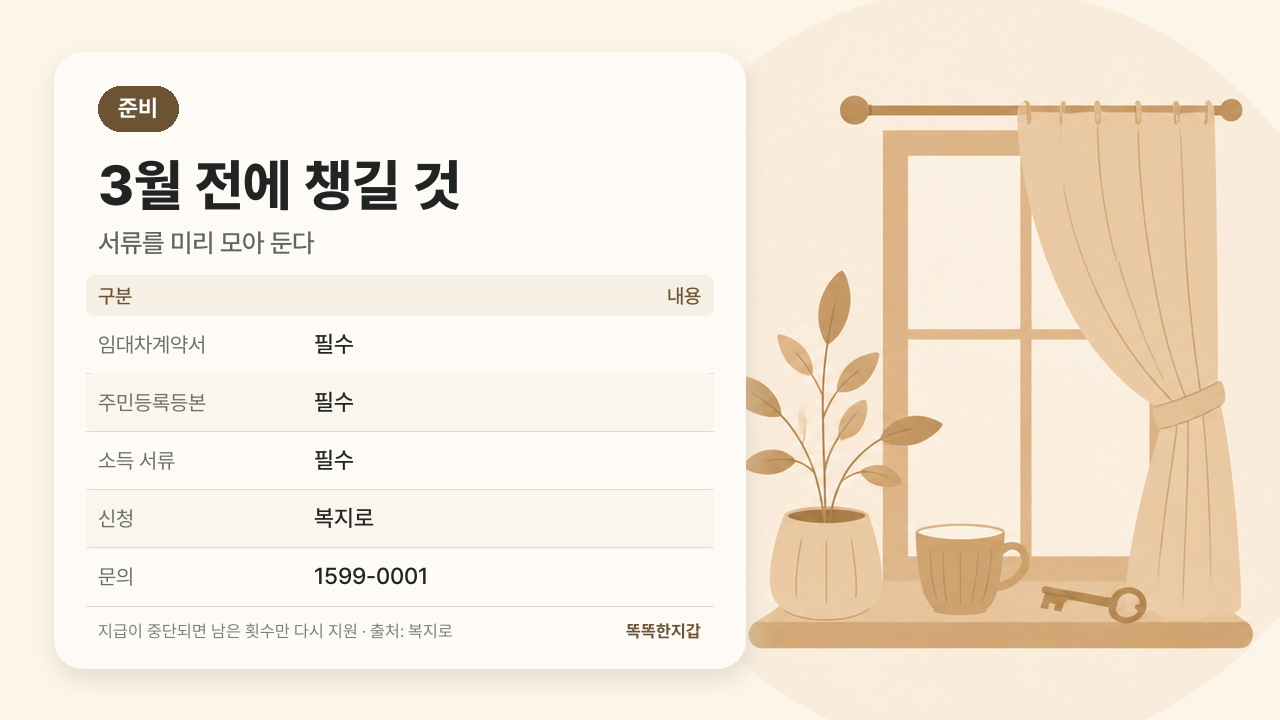 준비
3월 전에 챙길 것
서류를 미리 모아 둔다
구분 내용
임대차계약서 필수
주민등록등본 필수
소득 서류 필수
신청 복지로
문의 1599-0001
지급이 중단되면 남은 횟수만 다시 지원 · 출처: 복지로 똑똑한지갑